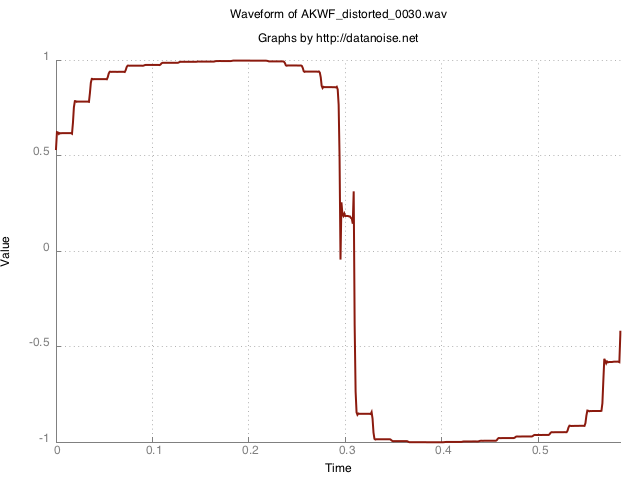 Waveform of AKWF_distorted_0030.wav
Graphs by http://datanoise.net
1
0.5
0
-0.5
-1
Value
0 0.1 0.2 0.3 0.4 0.5
Time